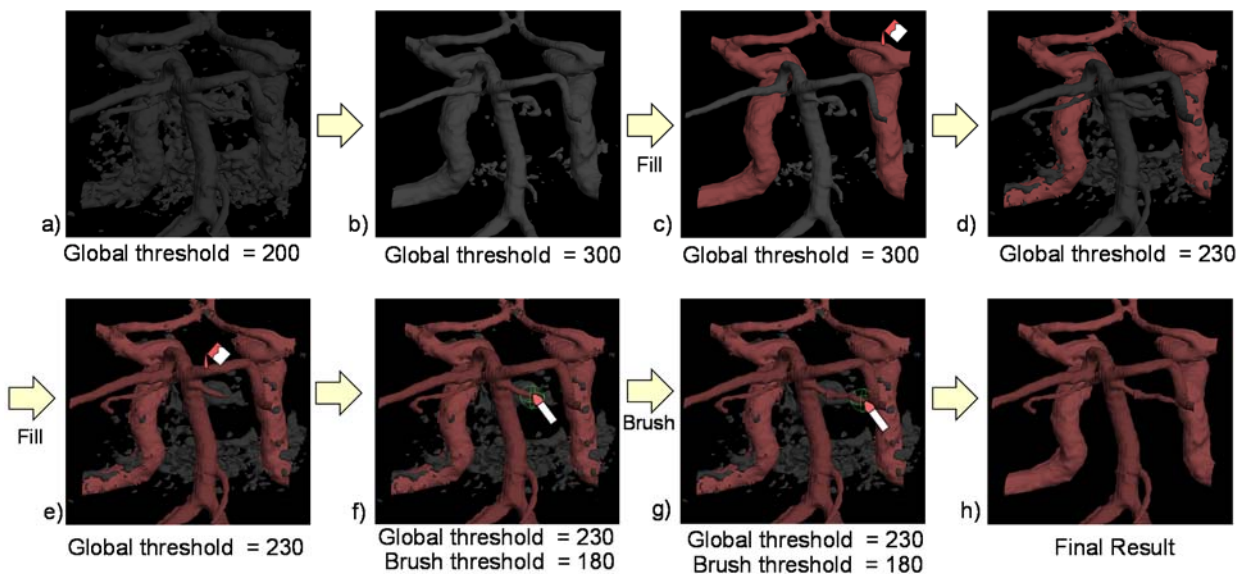 a)
Global threshold = 200
b)
Global threshold = 300
Fill
c)
Global threshold = 300
d)
Global threshold = 230
Fill
e)
Global threshold = 230
f)
Global threshold = 230
Brush threshold = 180
Brush
g)
Global threshold = 230
Brush threshold = 180
h)
Final Result